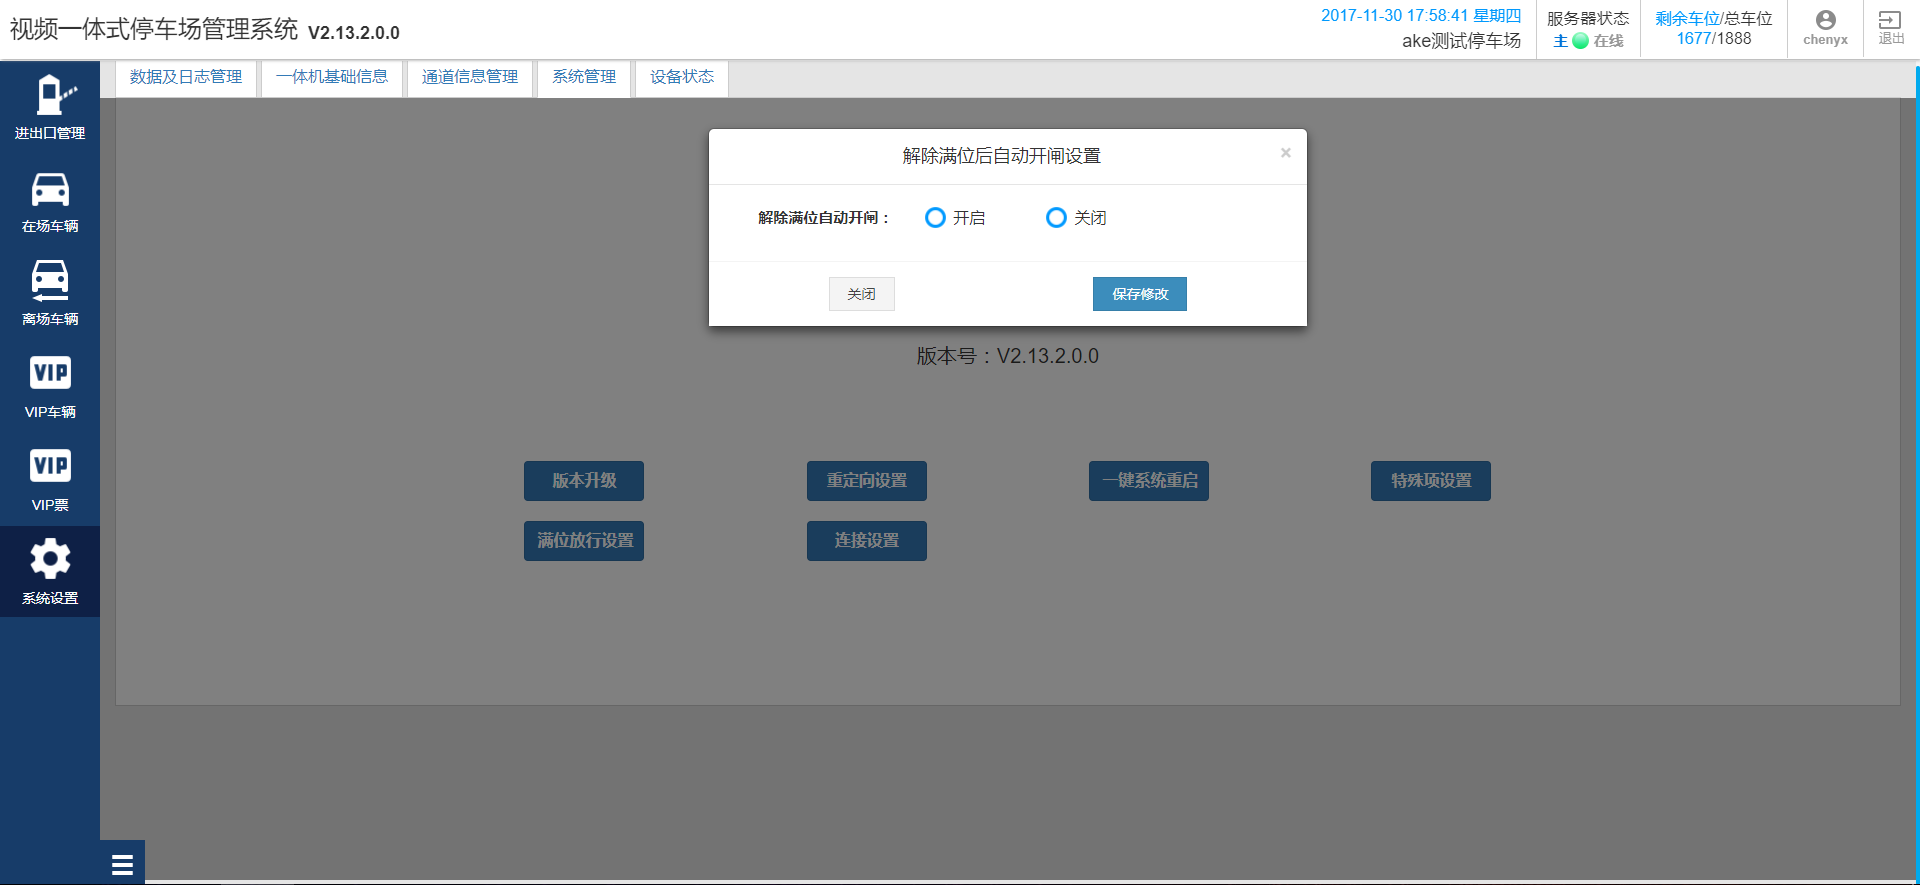 视频一体式停车场管理系统 V2.13.2.0.0
2017-11-30 17:58:41 星期四
ake测试停车场
服务器状态
主 在线
剩余车位/总车位
1677/1888
chenyx
退出
数据及日志管理
一体机基础信息
通道信息管理
系统管理
设备状态
进出口管理
在场车辆
离场车辆
VIP
VIP车辆
VIP
VIP票
系统设置
解除满位后自动开闸设置
×
解除满位自动开闸：
开启
关闭
关闭
保存修改
版本号：V2.13.2.0.0
版本升级
重定向设置
一键系统重启
特殊项设置
满位放行设置
连接设置